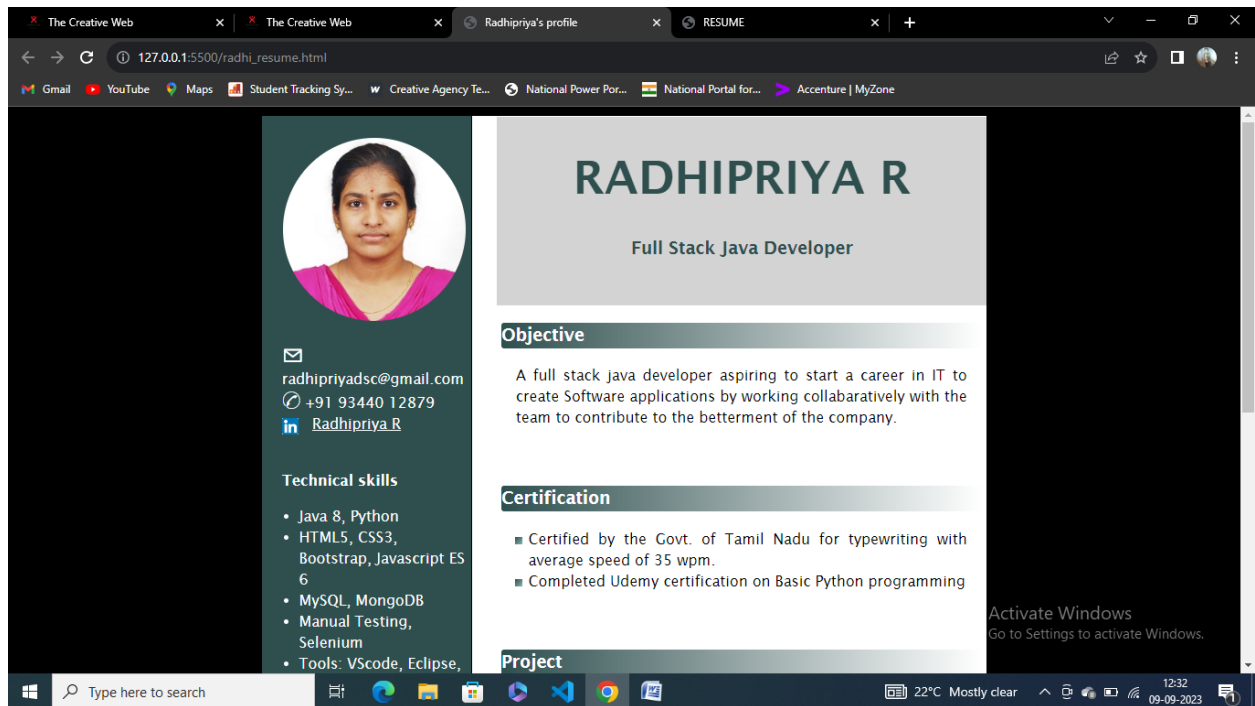 The Creative Web
The Creative Web
Radhipriya's profile
RESUME
127.0.0.1:5500/radhi_resume.html
Gmail
YouTube
Maps
Student Tracking Sy...
Creative Agency Te...
National Power Por...
National Portal for...
Accenture | MyZone
radhipriyadsc@gmail.com
+91 93440 12879
in Radhipriya R
Technical skills
• Java 8, Python
• HTML5, CSS3,
Bootstrap, Javascript ES
6
• MySQL, MongoDB
• Manual Testing,
Selenium
• Tools: VScode, Eclipse,
RADHIPRIYA R
Full Stack Java Developer
Objective
A full stack java developer aspiring to start a career in IT to
create Software applications by working collabaratively with the
team to contribute to the betterment of the company.
Certification
Certified by the Govt. of Tamil Nadu for typewriting with
average speed of 35 wpm.
Completed Udemy certification on Basic Python programming
Project
Activate Windows
Go to Settings to activate Windows.
Type here to search
22°C Mostly clear
12:32
09-09-2023
1